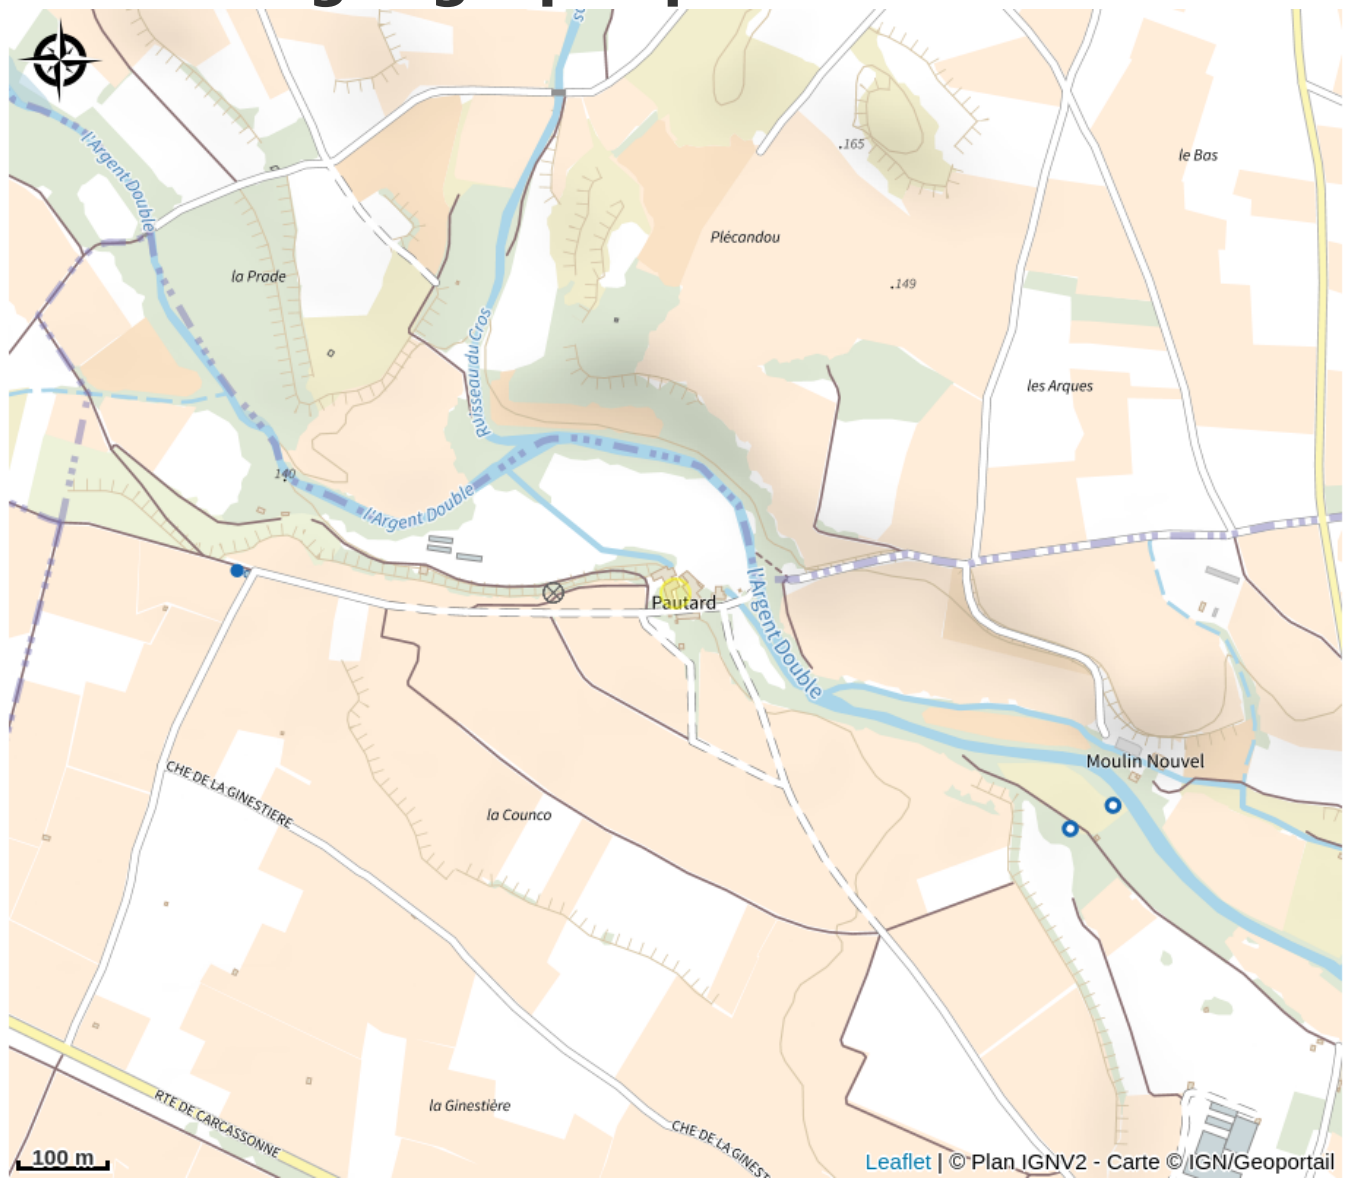 l'Argent Double
.165
le Bas
Plécandou
la Prade
.149
Ruisseau du Cros
les Arques
140
l'Argent Double
Pautard
l'Argent Double
Moulin Nouvel
CHE DE LA GINESTIERE
la Counco
RTE DE CARCASSONNE
la Ginestière
CHE DE LA GINEST
100 m
Leaflet | © Plan IGNV2 - Carte © IGN/Geoportail